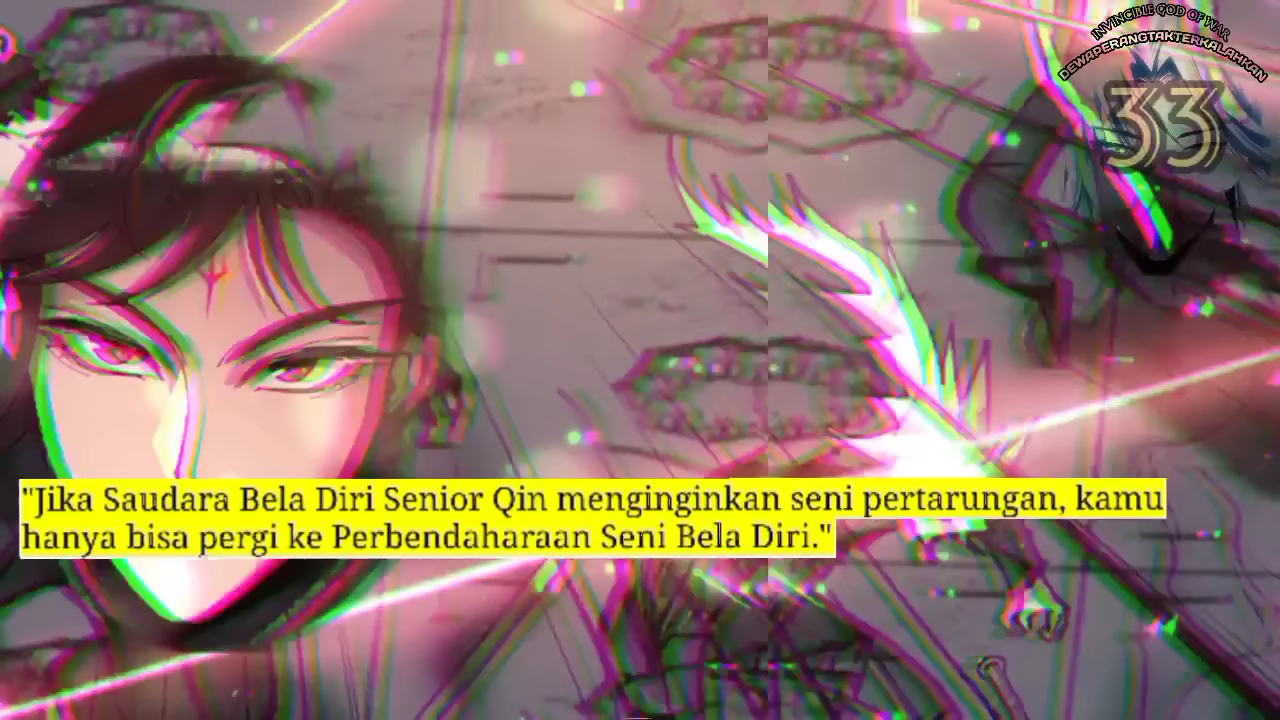 INVINCIBLE GOD OF WAR
DEWAPERANGTAKTERKALAHKAN
33
"Jika Saudara Bela Diri Senior Qin menginginkan seni pertarungan, kamu
hanya bisa pergi ke Perbendaharaan Seni Bela Diri."